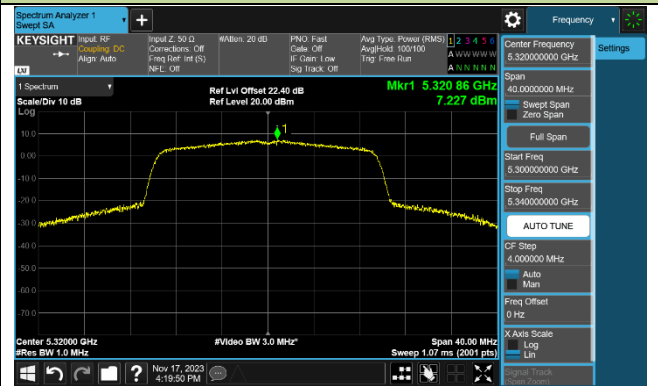 Spectrum Analyzer 1
Swept SA
Frequency
KEYSIGHT
Input: RF
Coupling: DC
Align: Auto
Input Z: 50 Ω
Corrections: Off
Freq Ref: Int (S)
NFE: Off
#Atten: 20 dB
PNO: Fast
Gate: Off
IF Gain: Low
Sig Track: Off
Avg Type: Power (RMS)
Avg|Hold: 100/100
Trig: Free Run
1 2 3 4 5 6
A W W W W W
A N N N N N
LXI
1 Spectrum
Scale/Div 10 dB
Log
Ref Lvl Offset 22.40 dB
Ref Level 20.00 dBm
Mkr1 5.320 86 GHz
7.227 dBm
1
10.0
0.00
-10.0
-20.0
-30.0
-40.0
-50.0
-60.0
-70.0
Center 5.32000 GHz
#Res BW 1.0 MHz
#Video BW 3.0 MHz*
Span 40.00 MHz
Sweep 1.07 ms (2001 pts)
Nov 17, 2023
4:19:50 PM
Center Frequency
5.320000000 GHz
Settings
Span
40.0000000 MHz
Swept Span
Zero Span
Full Span
Start Freq
5.300000000 GHz
Stop Freq
5.340000000 GHz
AUTO TUNE
CF Step
4.000000 MHz
Auto
Man
Freq Offset
0 Hz
X Axis Scale
Log
Lin
Signal Track
(Span Zoom)